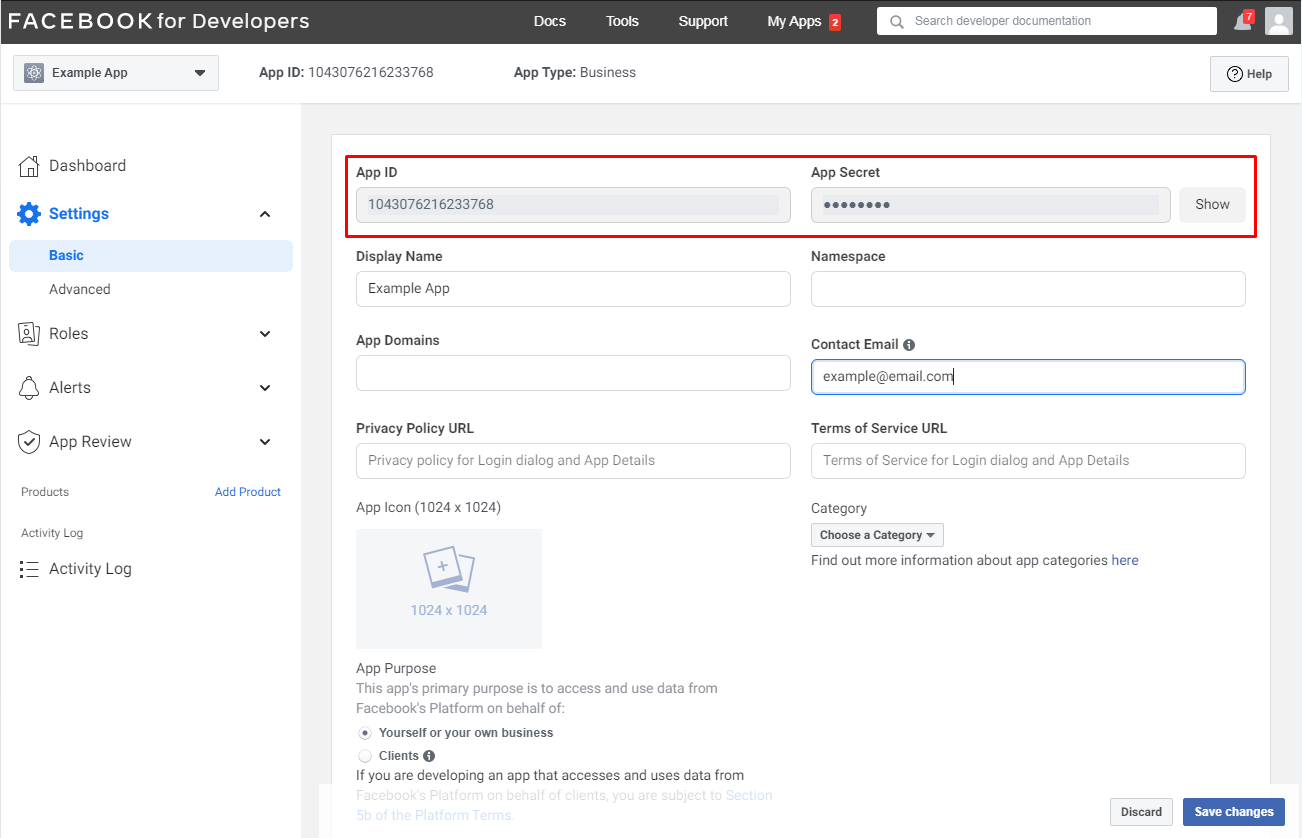 FACEBOOK for Developers
Docs
Tools
Support
My Apps 2
Search developer documentation
7
Example App
App ID: 1043076216233768
App Type: Business
Help
Dashboard
Settings
Basic
Advanced
Roles
Alerts
App Review
Products
Add Product
Activity Log
Activity Log
App ID
App Secret
1043076216233768
••••••••
Show
Display Name
Namespace
Example App
App Domains
Contact Email
example@email.com
Privacy Policy URL
Terms of Service URL
Privacy policy for Login dialog and App Details
Terms of Service for Login dialog and App Details
App Icon (1024 x 1024)
Category
1024 x 1024
Choose a Category
Find out more information about app categories here
App Purpose
This app's primary purpose is to access and use data from
Facebook's Platform on behalf of:
Yourself or your own business
Clients
If you are developing an app that accesses and uses data from
Facebook's Platform on behalf of clients, you are subject to Section
5b of the Platform Terms.
Discard
Save changes